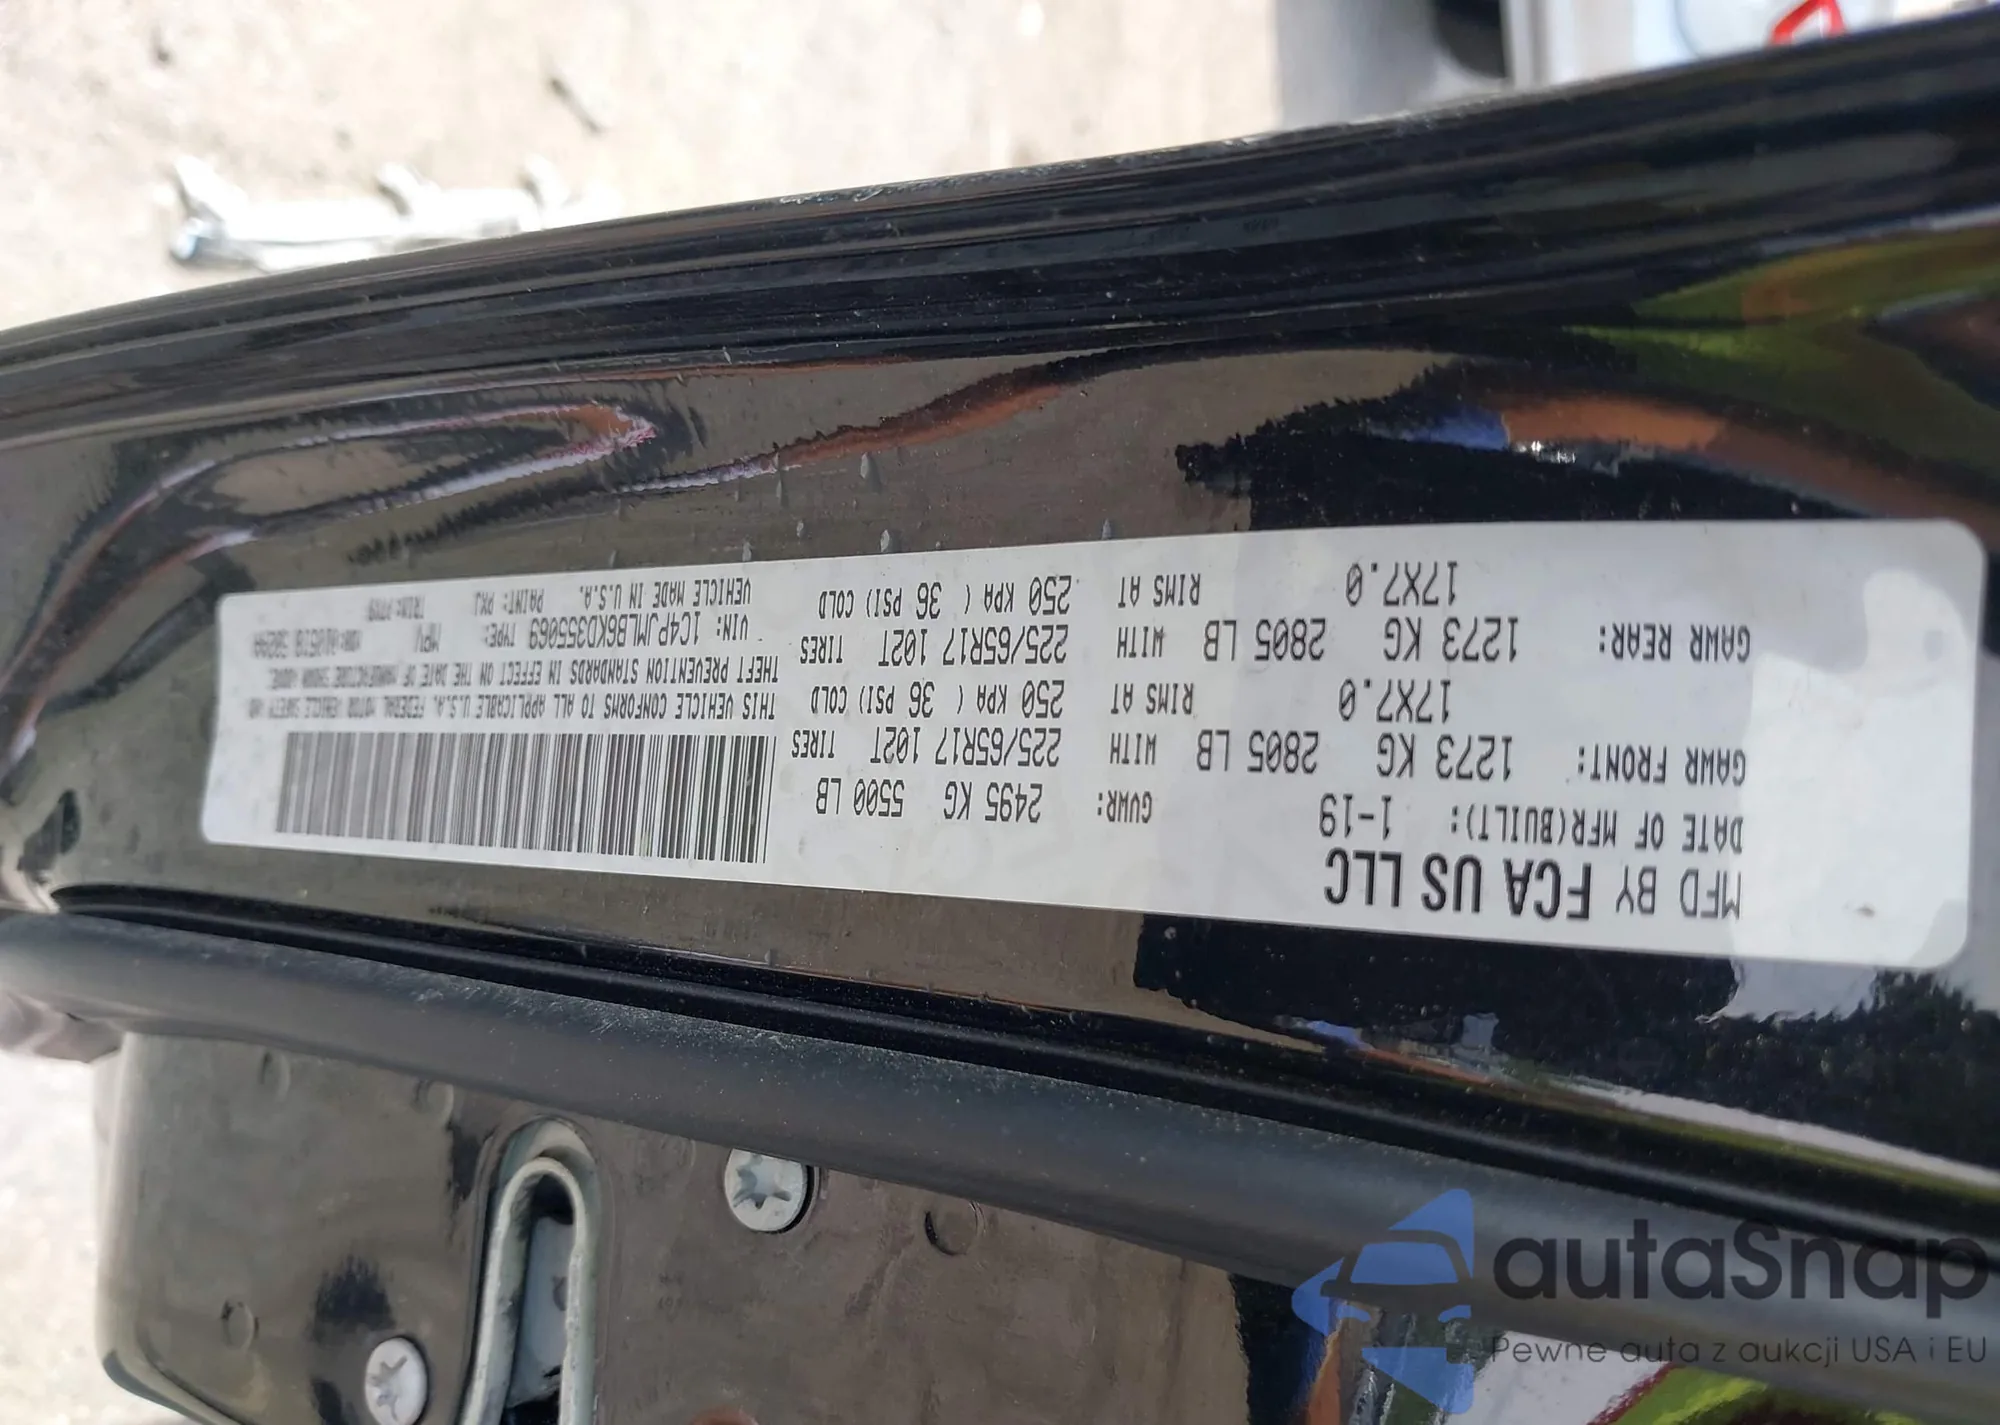 MFD BY FCA US LLC
DATE OF MFR(BUILT): 1-19
GVWR: 2495 KG 5500 LB
GAWR FRONT: 1273 KG 2805 LB WITH 225/65R17 102T TIRES
17X7.0 RIMS AT 250 KPA ( 36 PSI) COLD
GAWR REAR: 1273 KG 2805 LB WITH 225/65R17 102T TIRES
17X7.0 RIMS AT 250 KPA ( 36 PSI) COLD
THIS VEHICLE CONFORMS TO ALL APPLICABLE U.S.A. FEDERAL MOTOR VEHICLE SAFETY AND
THEFT PREVENTION STANDARDS IN EFFECT ON THE DATE OF MANUFACTURE SHOWN ABOVE.
VIN: 1C4PJMLB6KD355069 TYPE: MPV
VEHICLE MADE IN U.S.A. PAINT: PXJ TRIM:
autaSnap
Pewne auta z aukcji USA i EU